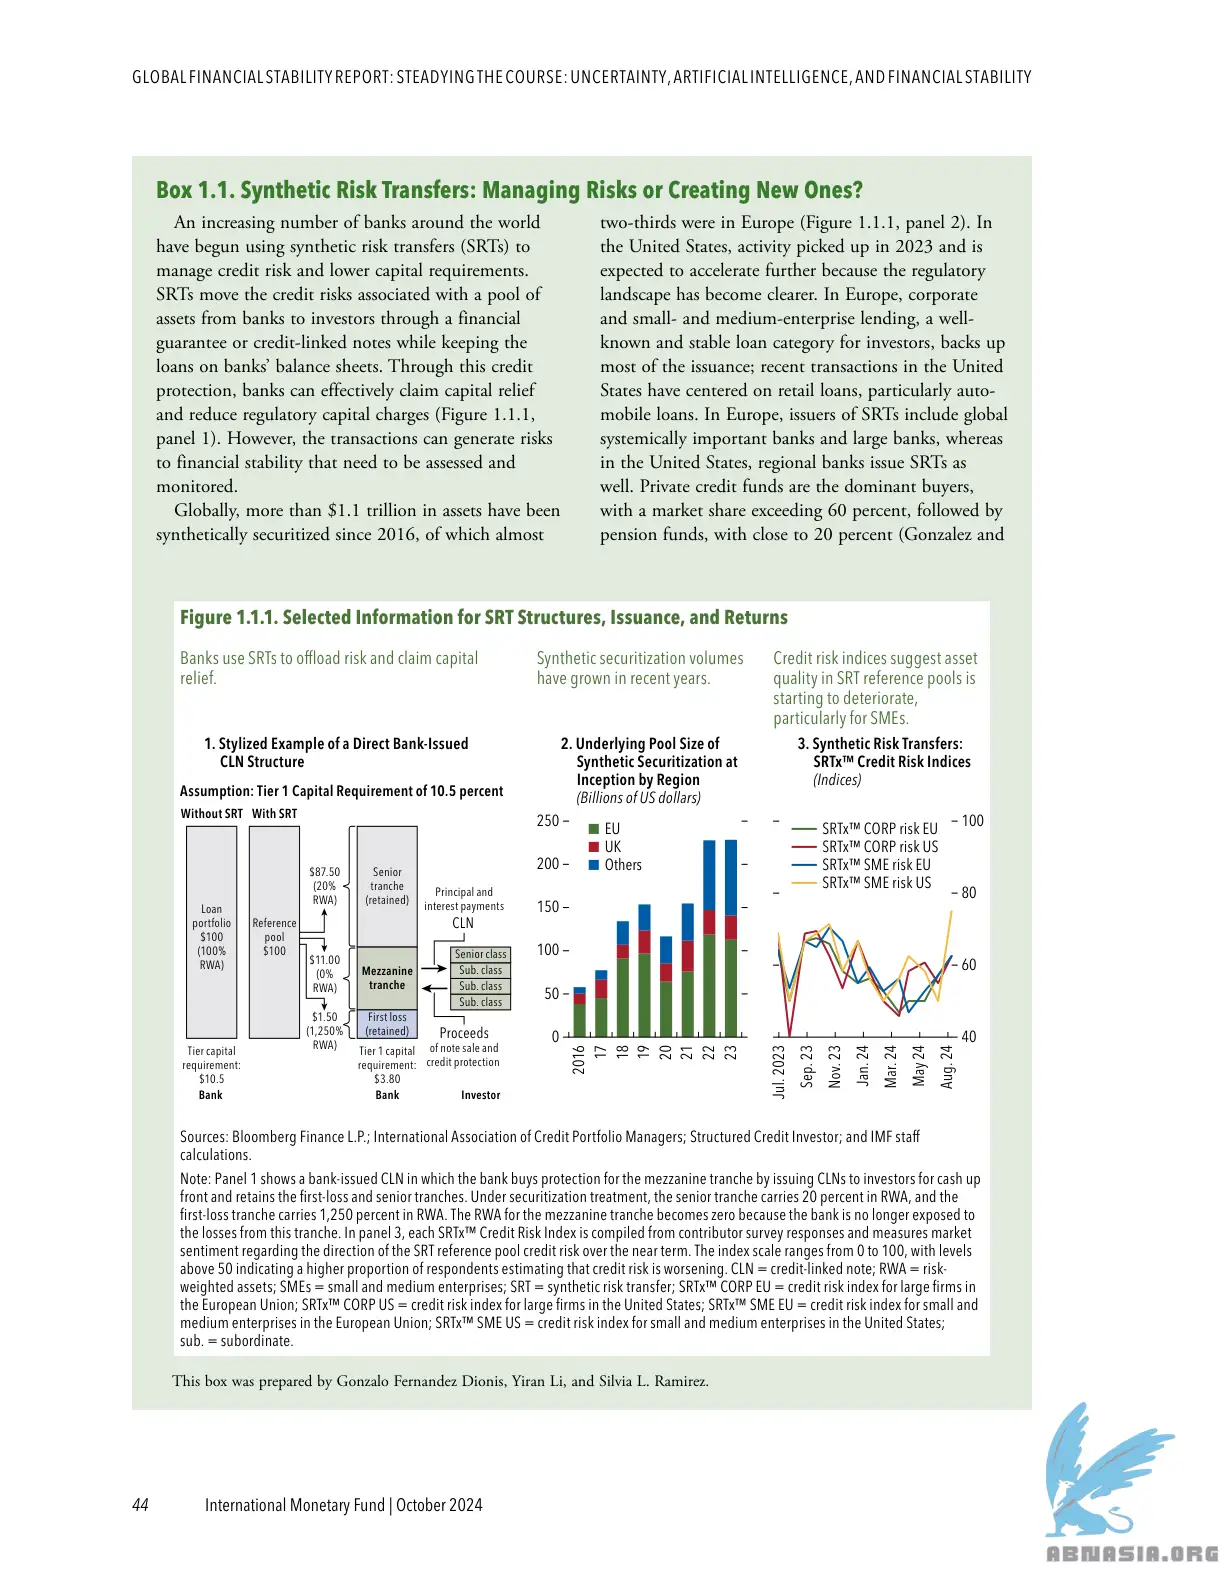 GLOBAL FINANCIAL STABILITY REPORT: STEADYING THE COURSE: UNCERTAINTY, ARTIFICIAL INTELLIGENCE, AND FINANCIAL STABILITY
Box 1.1. Synthetic Risk Transfers: Managing Risks or Creating New Ones?
An increasing number of banks around the world
have begun using synthetic risk transfers (SRTs) to
manage credit risk and lower capital requirements.
SRTs move the credit risks associated with a pool of
assets from banks to investors through a financial
guarantee or credit-linked notes while keeping the
loans on banks' balance sheets. Through this credit
protection, banks can effectively claim capital relief
and reduce regulatory capital charges (Figure 1.1.1,
panel 1). However, the transactions can generate risks
to financial stability that need to be assessed and
monitored.
Globally, more than $1.1 trillion in assets have been
synthetically securitized since 2016, of which almost
two-thirds were in Europe (Figure 1.1.1, panel 2). In
the United States, activity picked up in 2023 and is
expected to accelerate further because the regulatory
landscape has become clearer. In Europe, corporate
and small- and medium-enterprise lending, a well-
known and stable loan category for investors, backs up
most of the issuance; recent transactions in the United
States have centered on retail loans, particularly auto-
mobile loans. In Europe, issuers of SRTs include global
systemically important banks and large banks, whereas
in the United States, regional banks issue SRTs as
well. Private credit funds are the dominant buyers,
with a market share exceeding 60 percent, followed by
pension funds, with close to 20 percent (Gonzalez and
Figure 1.1.1. Selected Information for SRT Structures, Issuance, and Returns
Banks use SRTs to offload risk and claim capital
relief.
1. Stylized Example of a Direct Bank-Issued
CLN Structure
Assumption: Tier 1 Capital Requirement of 10.5 percent
Without SRT With SRT
Loan
portfolio
$100
(100%
RWA)
Reference
pool
$100
$87.50
(20%
RWA)
$11.00
(0%
RWA)
$1.50
(1,250%
RWA)
Senior
tranche
(retained)
Mezzanine
tranche
First loss
(retained)
Principal and
interest payments
CLN
Senior class
Sub. class
Sub. class
Sub. class
Proceeds
of note sale and
credit protection
Tier capital
requirement:
$10.5
Bank
Tier 1 capital
requirement:
$3.80
Bank
Investor
Synthetic securitization volumes
have grown in recent years.
2. Underlying Pool Size of
Synthetic Securitization at
Inception by Region
(Billions of US dollars)
250
200
150
100
50
0
EU
UK
Others
2016
17
18
19
20
21
22
23
Credit risk indices suggest asset
quality in SRT reference pools is
starting to deteriorate,
particularly for SMEs.
3. Synthetic Risk Transfers:
SRTx™ Credit Risk Indices
(Indices)
SRTx™ CORP risk EU
SRTx™ CORP risk US
SRTx™ SME risk EU
SRTx™ SME risk US
100
80
60
40
Jul. 2023
Sep. 23
Nov. 23
Jan. 24
Mar. 24
May 24
Aug. 24
Sources: Bloomberg Finance L.P.; International Association of Credit Portfolio Managers; Structured Credit Investor; and IMF staff
calculations.
Note: Panel 1 shows a bank-issued CLN in which the bank buys protection for the mezzanine tranche by issuing CLNs to investors for cash up
front and retains the first-loss and senior tranches. Under securitization treatment, the senior tranche carries 20 percent in RWA, and the
first-loss tranche carries 1,250 percent in RWA. The RWA for the mezzanine tranche becomes zero because the bank is no longer exposed to
the losses from this tranche. In panel 3, each SRTx™ Credit Risk Index is compiled from contributor survey responses and measures market
sentiment regarding the direction of the SRT reference pool credit risk over the near term. The index scale ranges from 0 to 100, with levels
above 50 indicating a higher proportion of respondents estimating that credit risk is worsening. CLN = credit-linked note; RWA = risk-
weighted assets; SMEs = small and medium enterprises; SRT = synthetic risk transfer; SRTx™ CORP EU = credit risk index for large firms in
the European Union; SRTx™ CORP US = credit risk index for large firms in the United States; SRTx™ SME EU = credit risk index for small and
medium enterprises in the European Union; SRTx™ SME US = credit risk index for small and medium enterprises in the United States;
sub. = subordinate.
This box was prepared by Gonzalo Fernandez Dionis, Yiran Li, and Silvia L. Ramirez.
44 International Monetary Fund | October 2024
ABNASIA.ORG